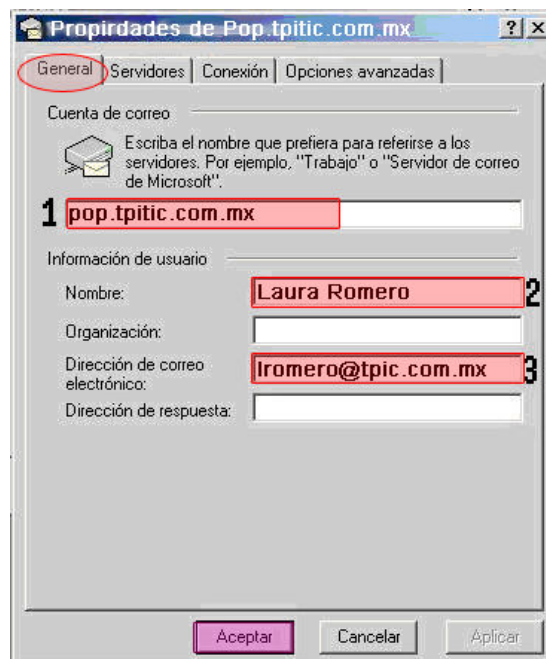 Propirdades de Pop.tpitic.com.mx
General Servidores Conexión Opciones avanzadas
Cuenta de correo
Escriba el nombre que prefiera para referirse a los
servidores. Por ejemplo, "Trabajo" o "Servidor de correo
de Microsoft".
1 pop.tpitic.com.mx
Información de usuario
Nombre: Laura Romero 2
Organización:
Dirección de correo
electrónico: lromero@tpic.com.mx 3
Dirección de respuesta:
Aceptar Cancelar Aplicar